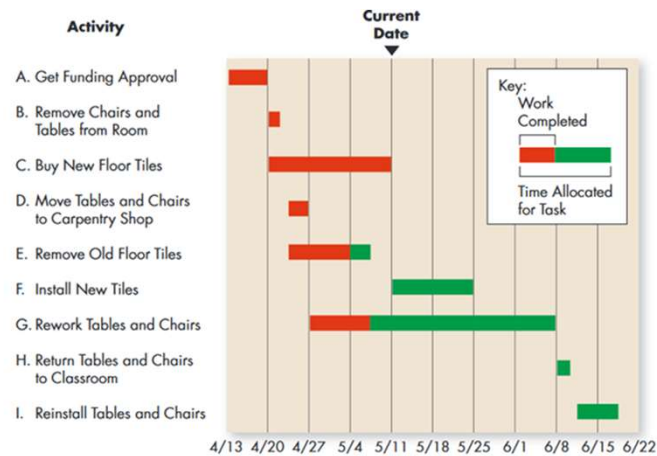 Activity
Current
Date
A. Get Funding Approval
B. Remove Chairs and
Tables from Room
C. Buy New Floor Tiles
D. Move Tables and Chairs
to Carpentry Shop
E. Remove Old Floor Tiles
F. Install New Tiles
G. Rework Tables and Chairs
H. Return Tables and Chairs
to Classroom
I. Reinstall Tables and Chairs
Key:
Work
Completed
Time Allocated
for Task
4/13 4/20 4/27 5/4 5/11 5/18 5/25 6/1 6/8 6/15 6/22